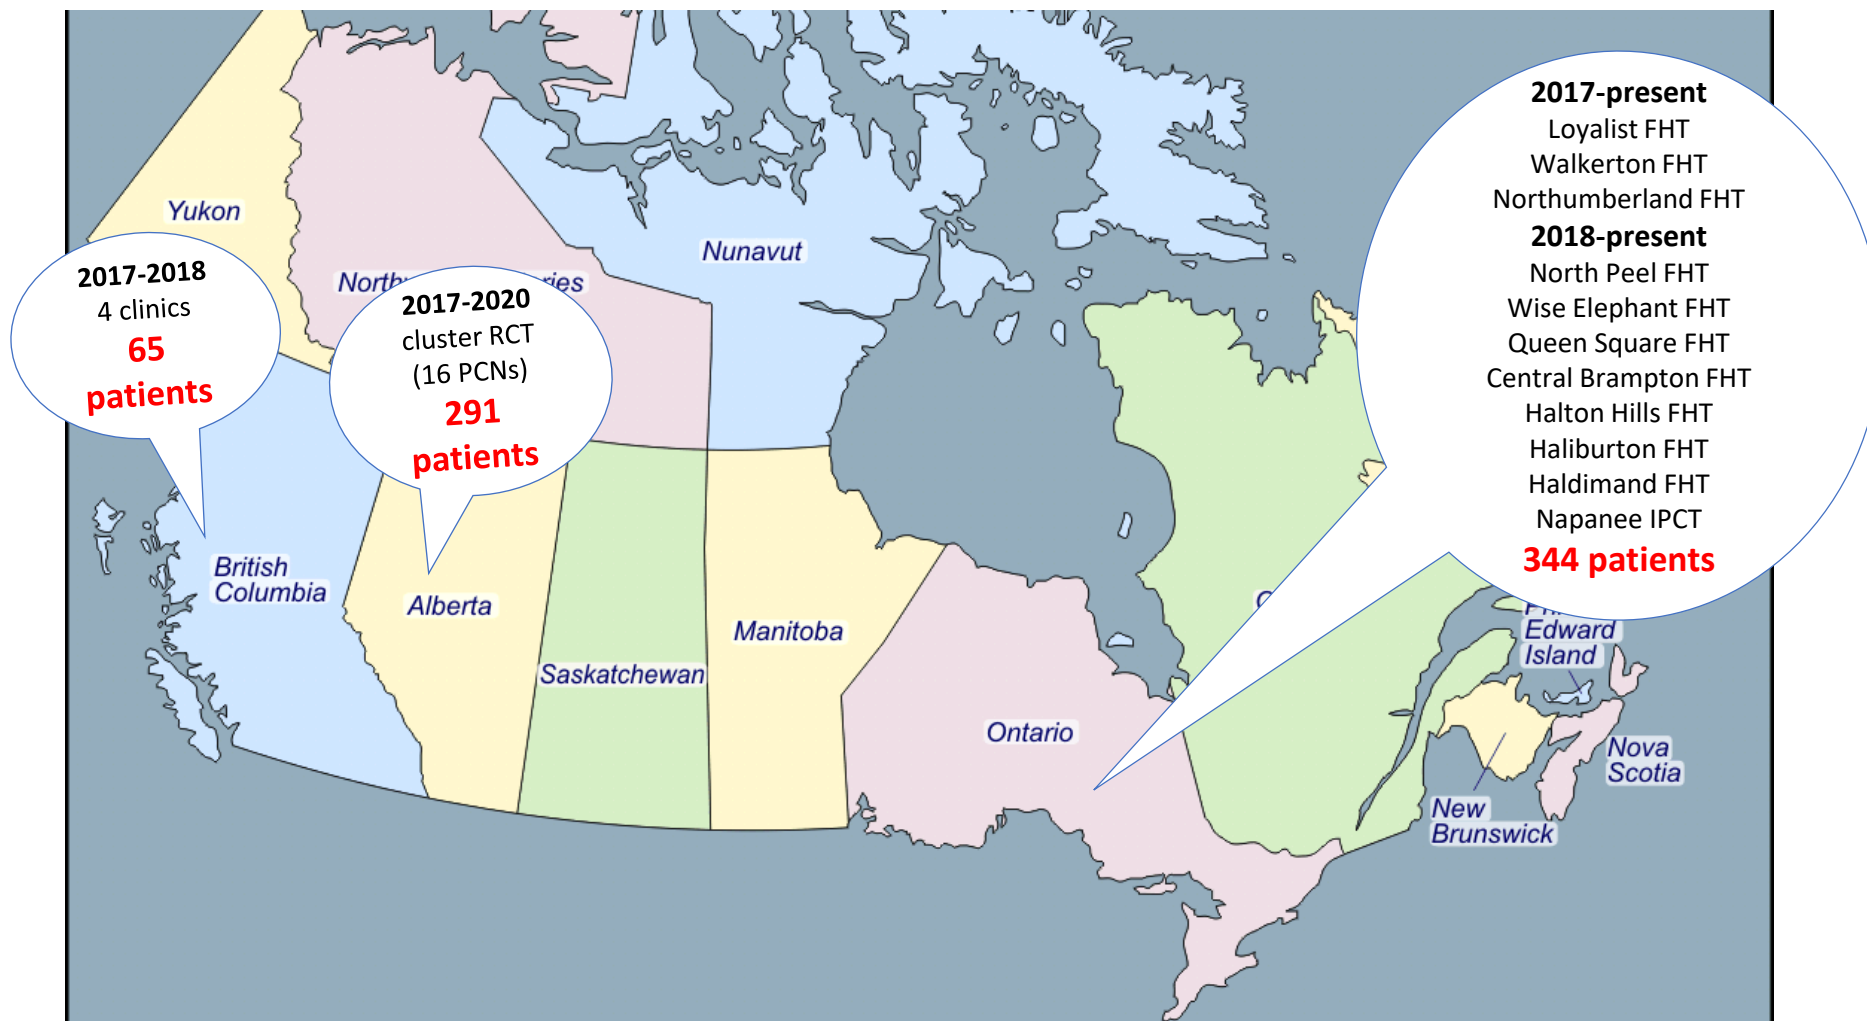 2017-present
Loyalist FHT
Walkerton FHT
Northumberland FHT
2018-present
North Peel FHT
Wise Elephant FHT
Queen Square FHT
Central Brampton FHT
Halton Hills FHT
Haliburton FHT
Haldimand FHT
Napanee IPCT
344 patients
Yukon
Nunavut
2017-2018
4 clinics
65
patients
2017-2020
cluster RCT
(16 PCNs)
291
patients
British
Columbia
Alberta
Saskatchewan
Manitoba
Ontario
Edward
Island
Nova
Scotia
New
Brunswick